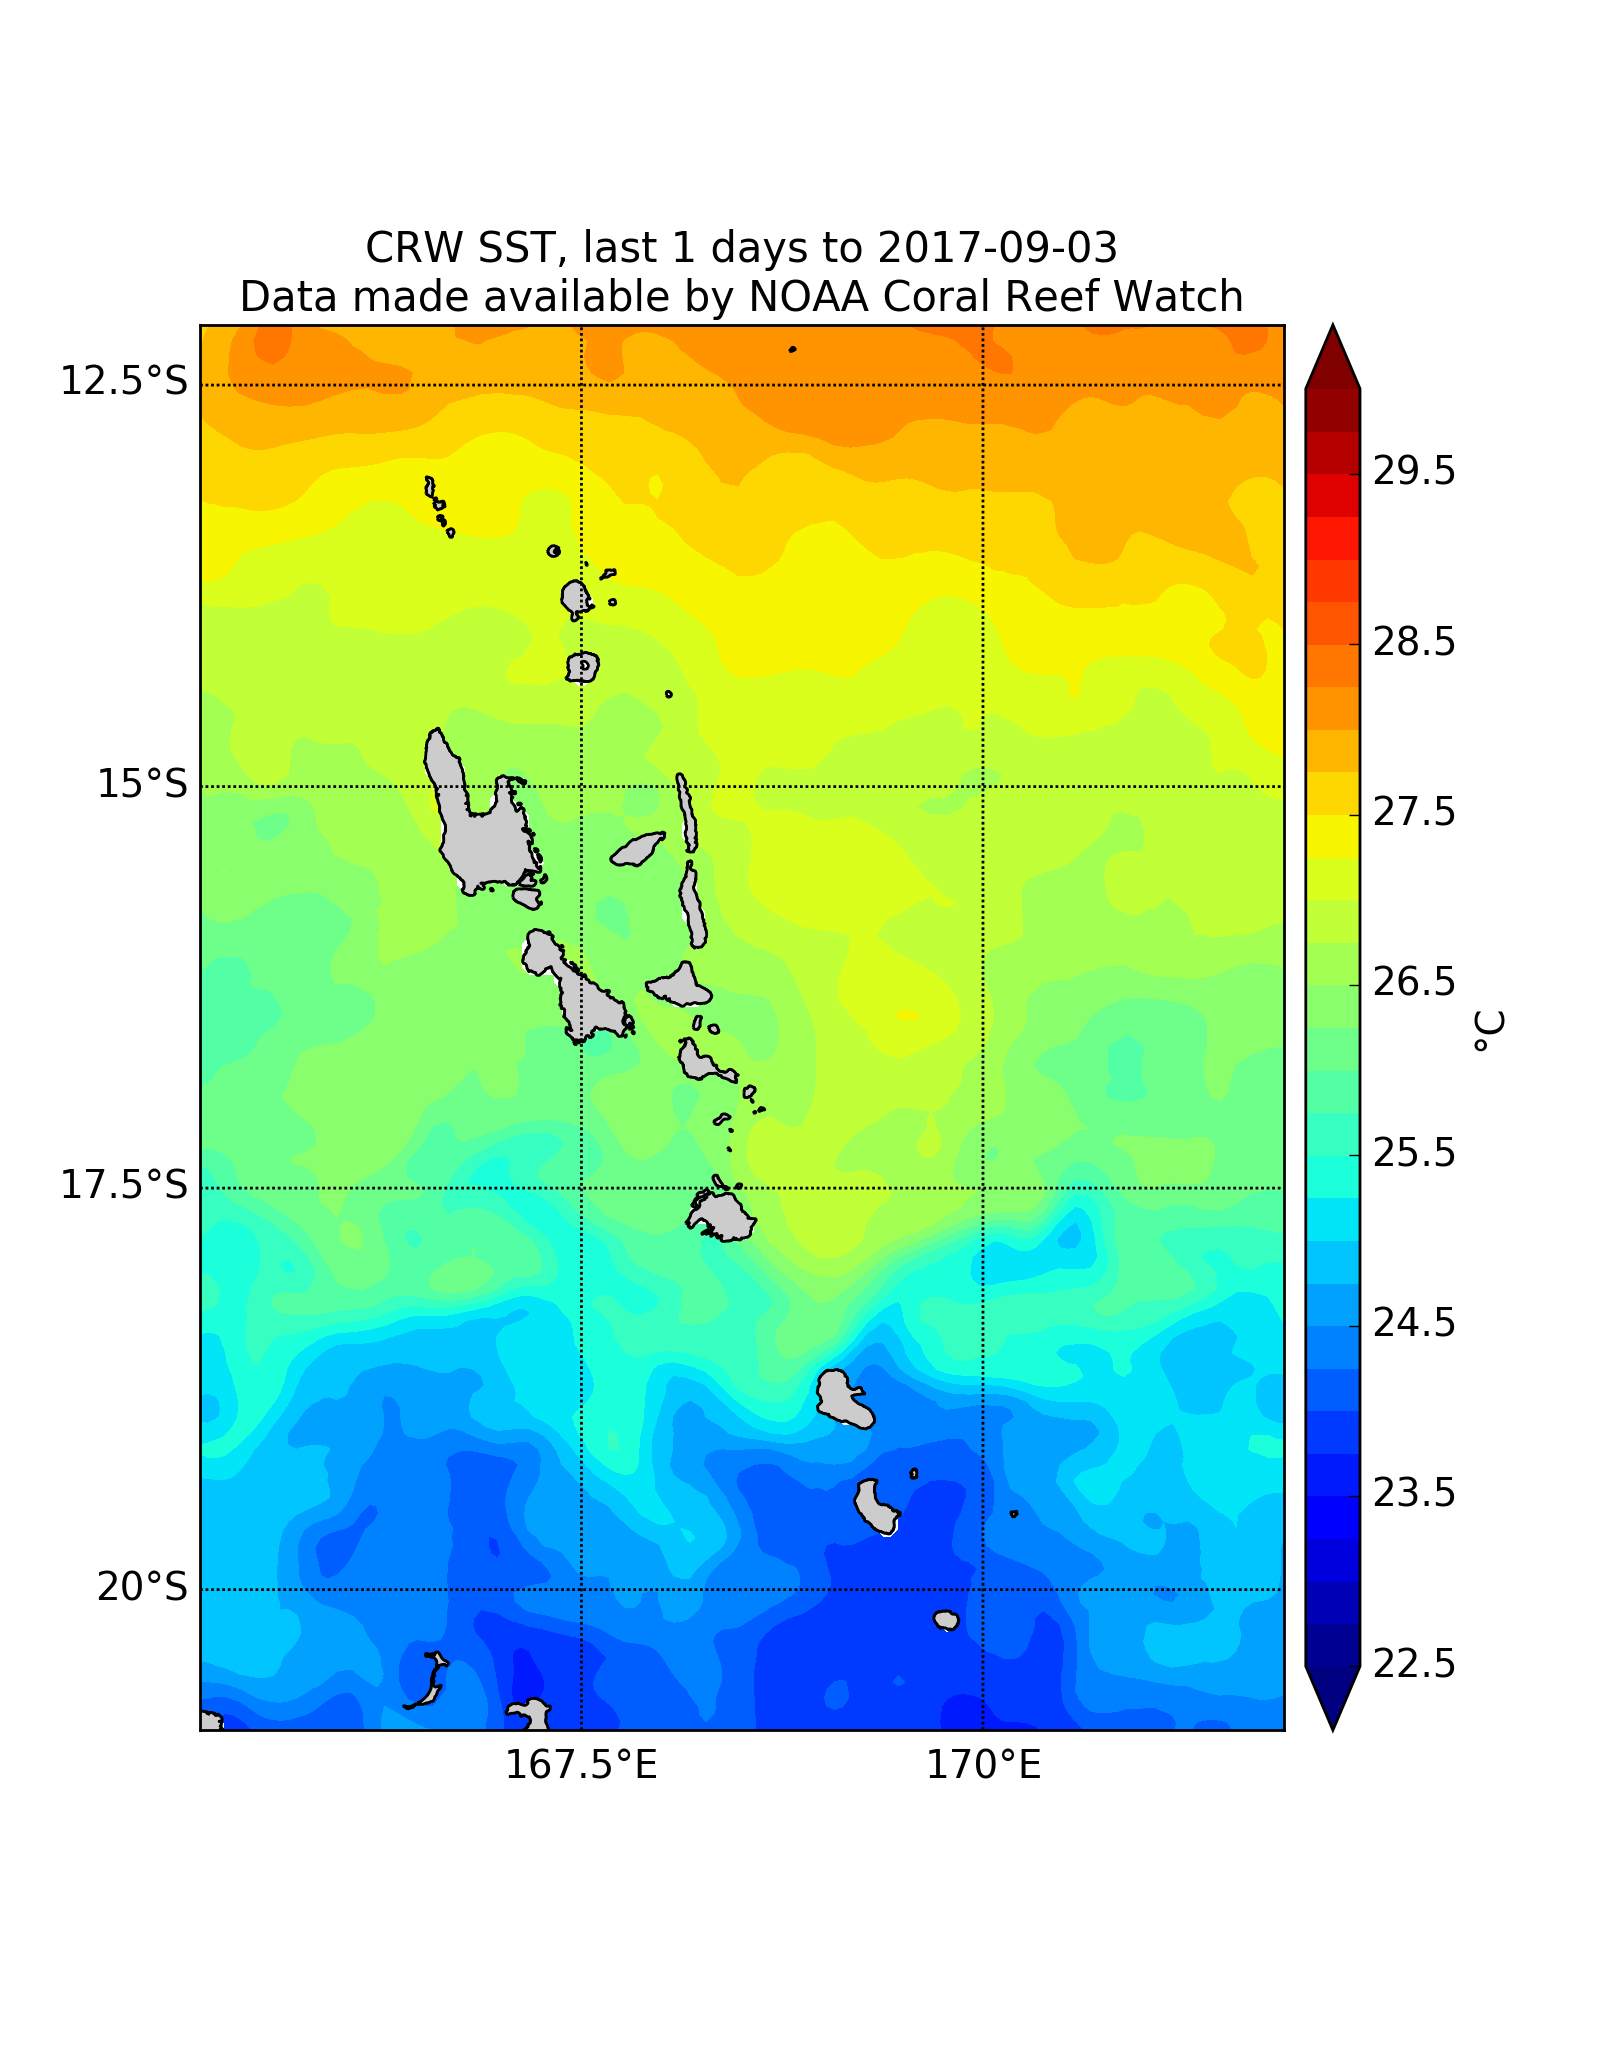 CRW SST, last 1 days to 2017-09-03
Data made available by NOAA Coral Reef Watch
12.5°S
15°S
17.5°S
20°S
167.5°E
170°E
29.5
28.5
27.5
26.5
25.5
24.5
23.5
22.5
°C